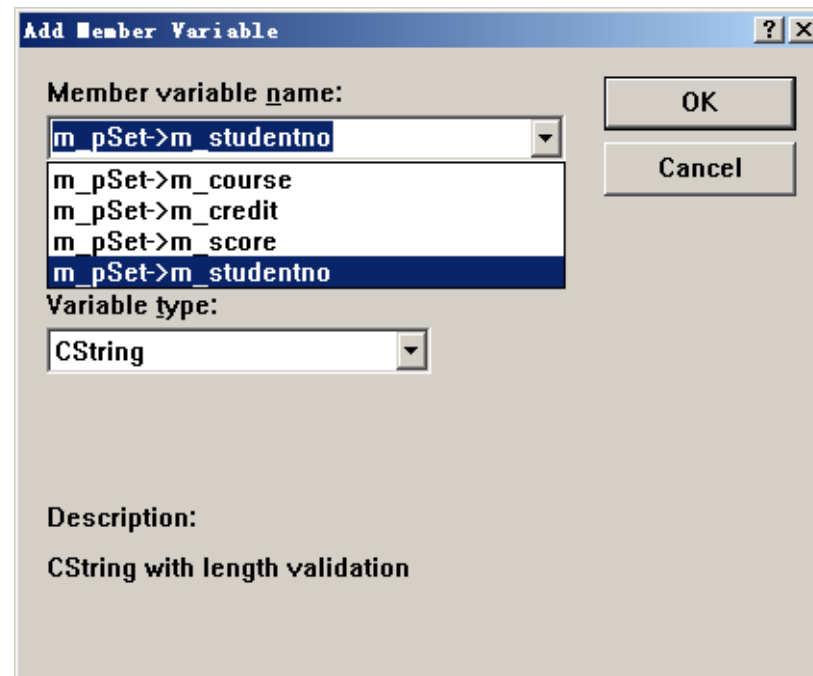 Add Member Variable
Member variable name:
m_pSet->m_studentno
m_pSet->m_course
m_pSet->m_credit
m_pSet->m_score
m_pSet->m_studentno
Variable type:
CString
Description:
CString with length validation
OK
Cancel